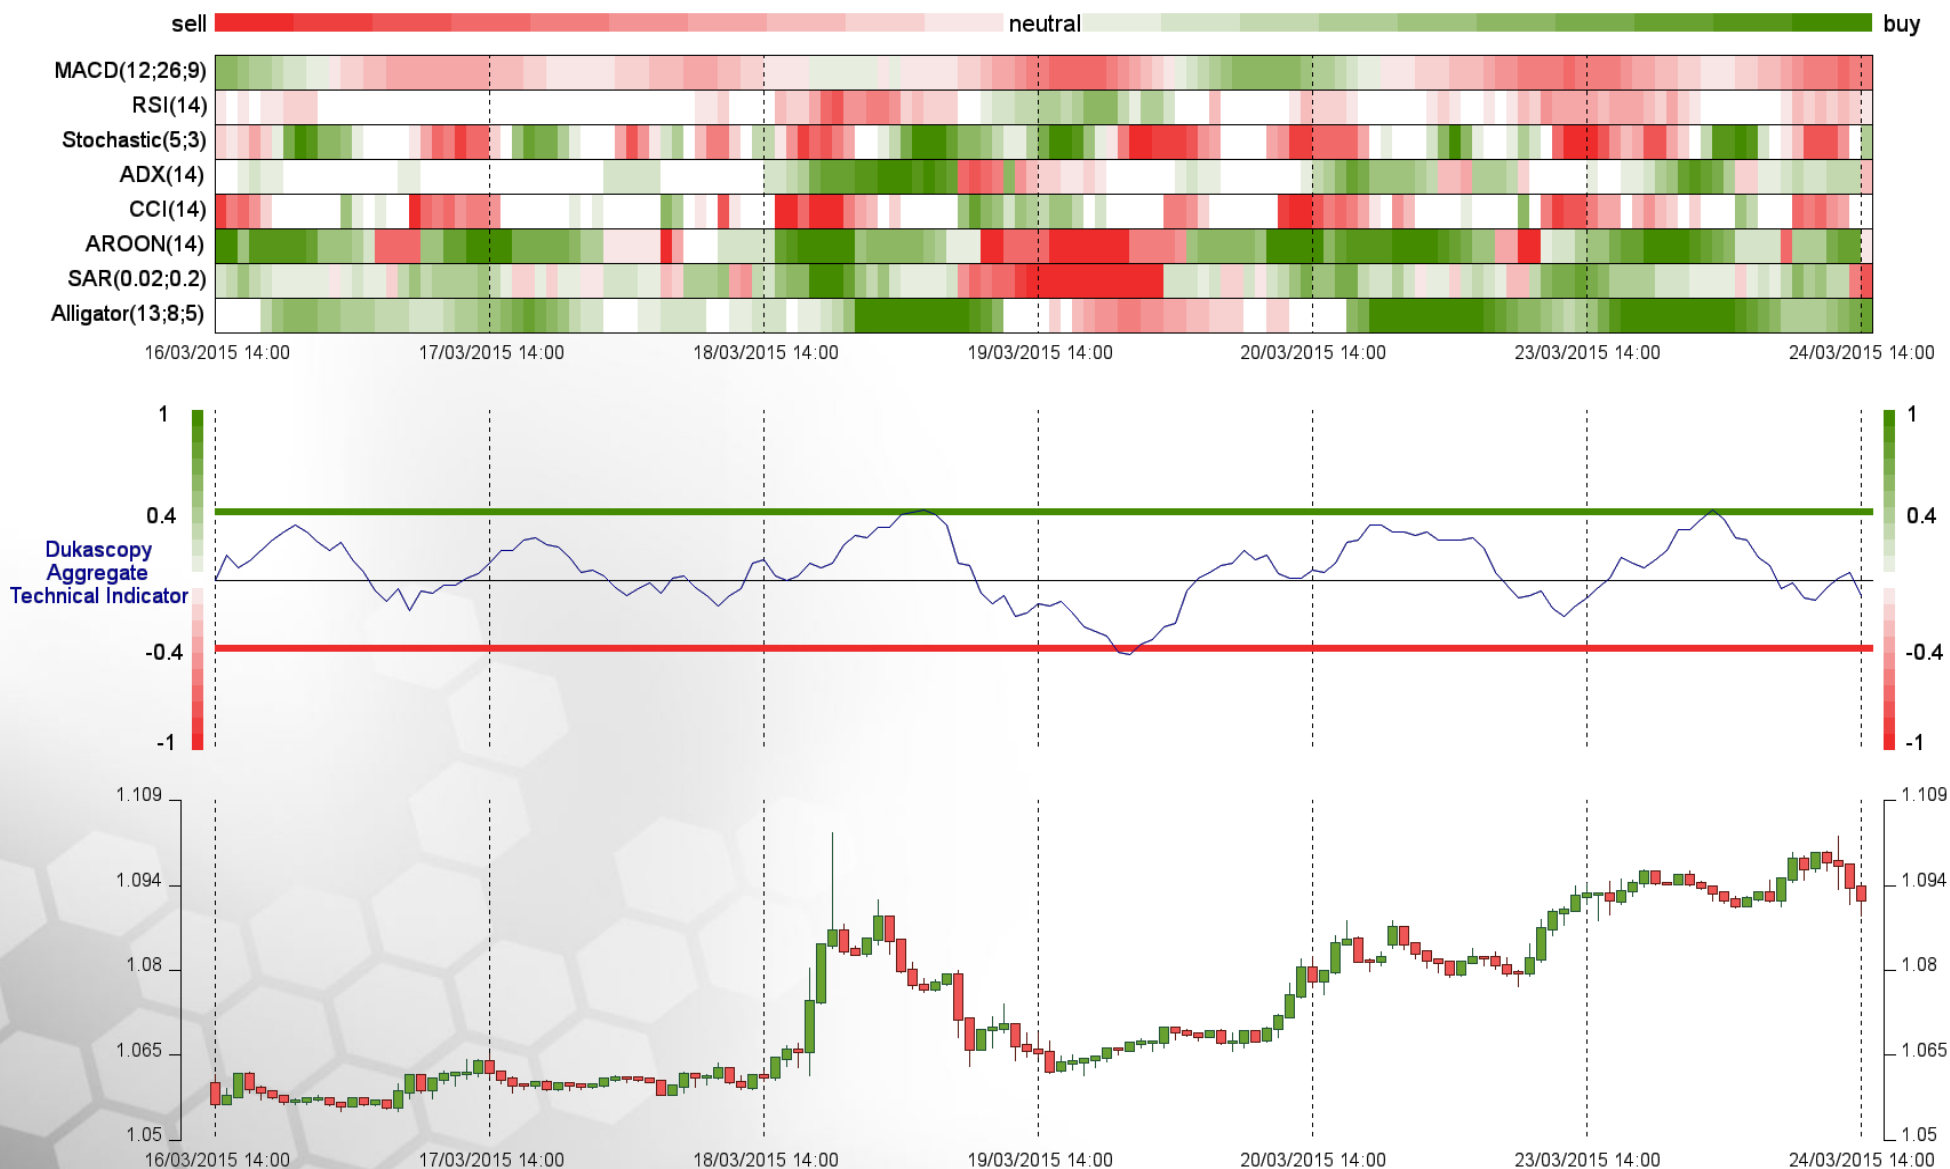 sell neutral buy
MACD(12;26;9)
RSI(14)
Stochastic(5;3)
ADX(14)
CCI(14)
AROON(14)
SAR(0.02;0.2)
Alligator(13;8;5)
16/03/2015 14:00 17/03/2015 14:00 18/03/2015 14:00 19/03/2015 14:00 20/03/2015 14:00 23/03/2015 14:00 24/03/2015 14:00
1 1
0.4 0.4
Dukascopy
Aggregate
Technical Indicator
-0.4 -0.4
-1 -1
1.109 1.109
1.094 1.094
1.08 1.08
1.065 1.065
1.05 1.05
16/03/2015 14:00 17/03/2015 14:00 18/03/2015 14:00 19/03/2015 14:00 20/03/2015 14:00 23/03/2015 14:00 24/03/2015 14:00